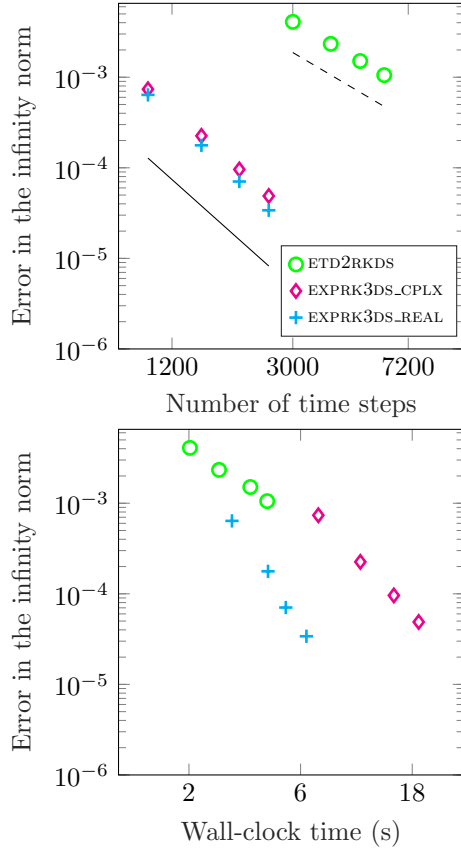 Error in the infinity norm
10−3
10−4
10−5
10−6
ETD2RKDS
EXPRK3DS_CPLX
EXPRK3DS_REAL
1200 3000 7200
Number of time steps
Error in the infinity norm
10−3
10−4
10−5
10−6
2 6 18
Wall-clock time (s)